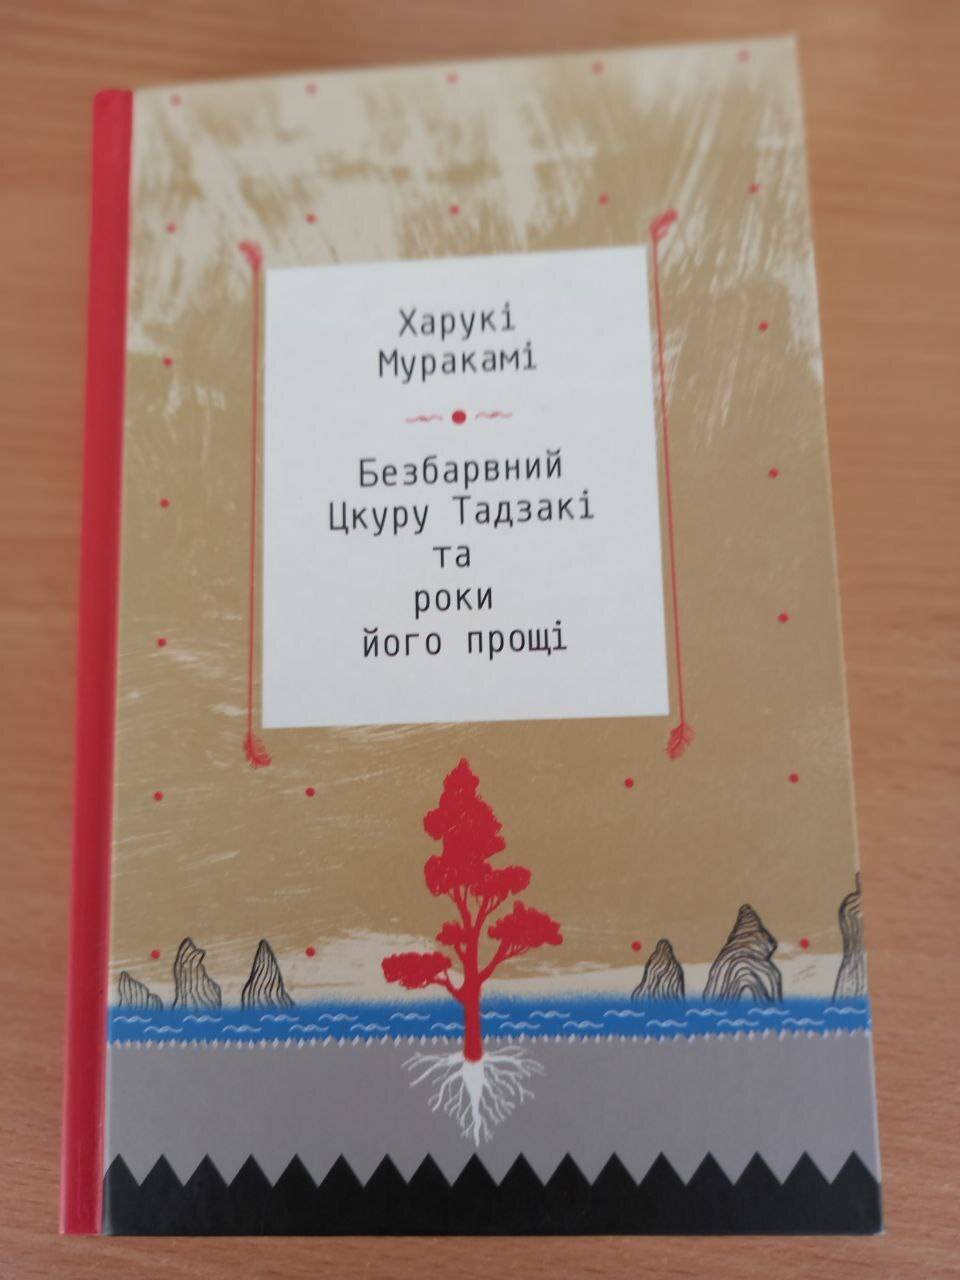 Харукі
Муракамі
Безбарвний
Цкуру Тадзакі
та
роки
його прощі